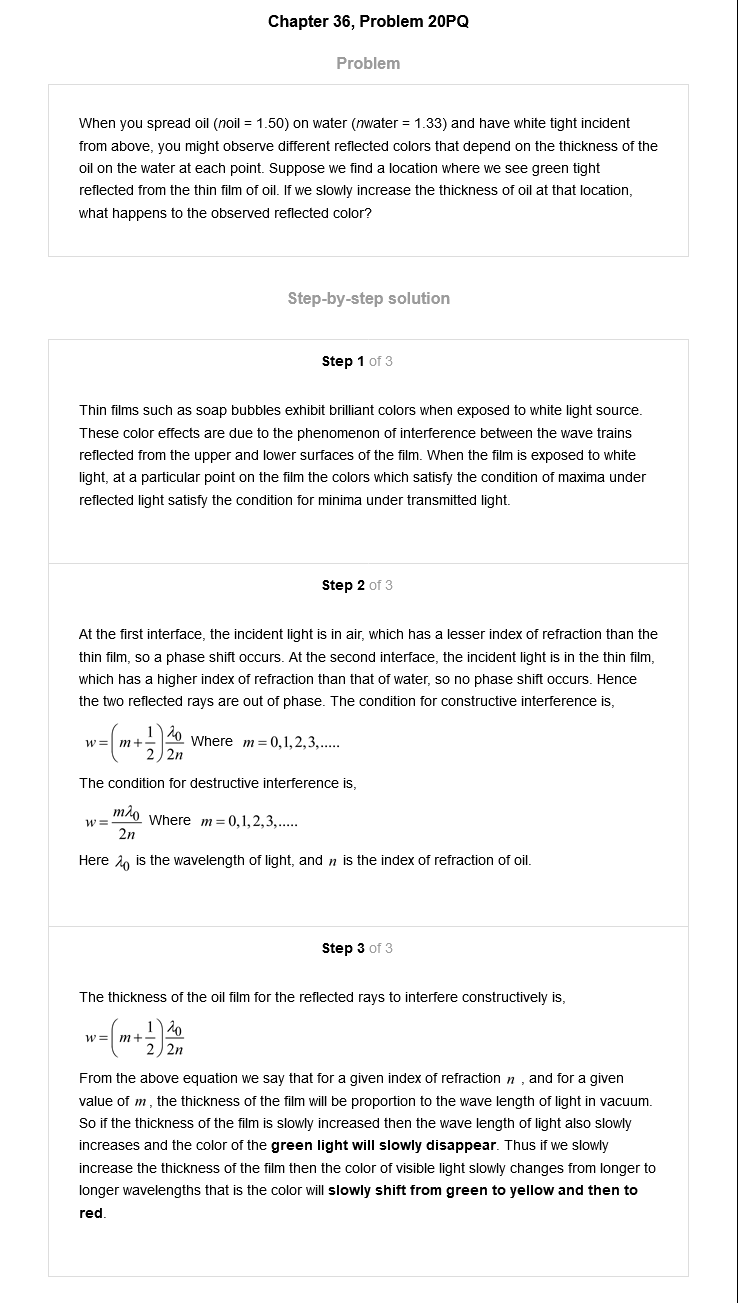 Chapter 36, Problem 20PQ
Problem
When you spread oil (noil = 1.50) on water (nwater = 1.33) and have white tight incident
from above, you might observe different reflected colors that depend on the thickness of the
oil on the water at each point. Suppose we find a location where we see green tight
reflected from the thin film of oil. If we slowly increase the thickness of oil at that location,
what happens to the observed reflected color?
Step-by-step solution
Step 1 of 3
Thin films such as soap bubbles exhibit brilliant colors when exposed to white light source.
These color effects are due to the phenomenon of interference between the wave trains
reflected from the upper and lower surfaces of the film. When the film is exposed to white
light, at a particular point on the film the colors which satisfy the condition of maxima under
reflected light satisfy the condition for minima under transmitted light.
Step 2 of 3
At the first interface, the incident light is in air, which has a lesser index of refraction than the
thin film, so a phase shift occurs. At the second interface, the incident light is in the thin film,
which has a higher index of refraction than that of water, so no phase shift occurs. Hence
the two reflected rays are out of phase. The condition for constructive interference is,
w = (m + 1/2) λ0/2n Where m = 0,1,2,3,.....
The condition for destructive interference is,
w = mλ0/2n Where m = 0,1,2,3,.....
Here λ0 is the wavelength of light, and n is the index of refraction of oil.
Step 3 of 3
The thickness of the oil film for the reflected rays to interfere constructively is,
w = (m + 1/2) λ0/2n
From the above equation we say that for a given index of refraction n , and for a given
value of m , the thickness of the film will be proportion to the wave length of light in vacuum.
So if the thickness of the film is slowly increased then the wave length of light also slowly
increases and the color of the green light will slowly disappear. Thus if we slowly
increase the thickness of the film then the color of visible light slowly changes from longer to
longer wavelengths that is the color will slowly shift from green to yellow and then to
red.